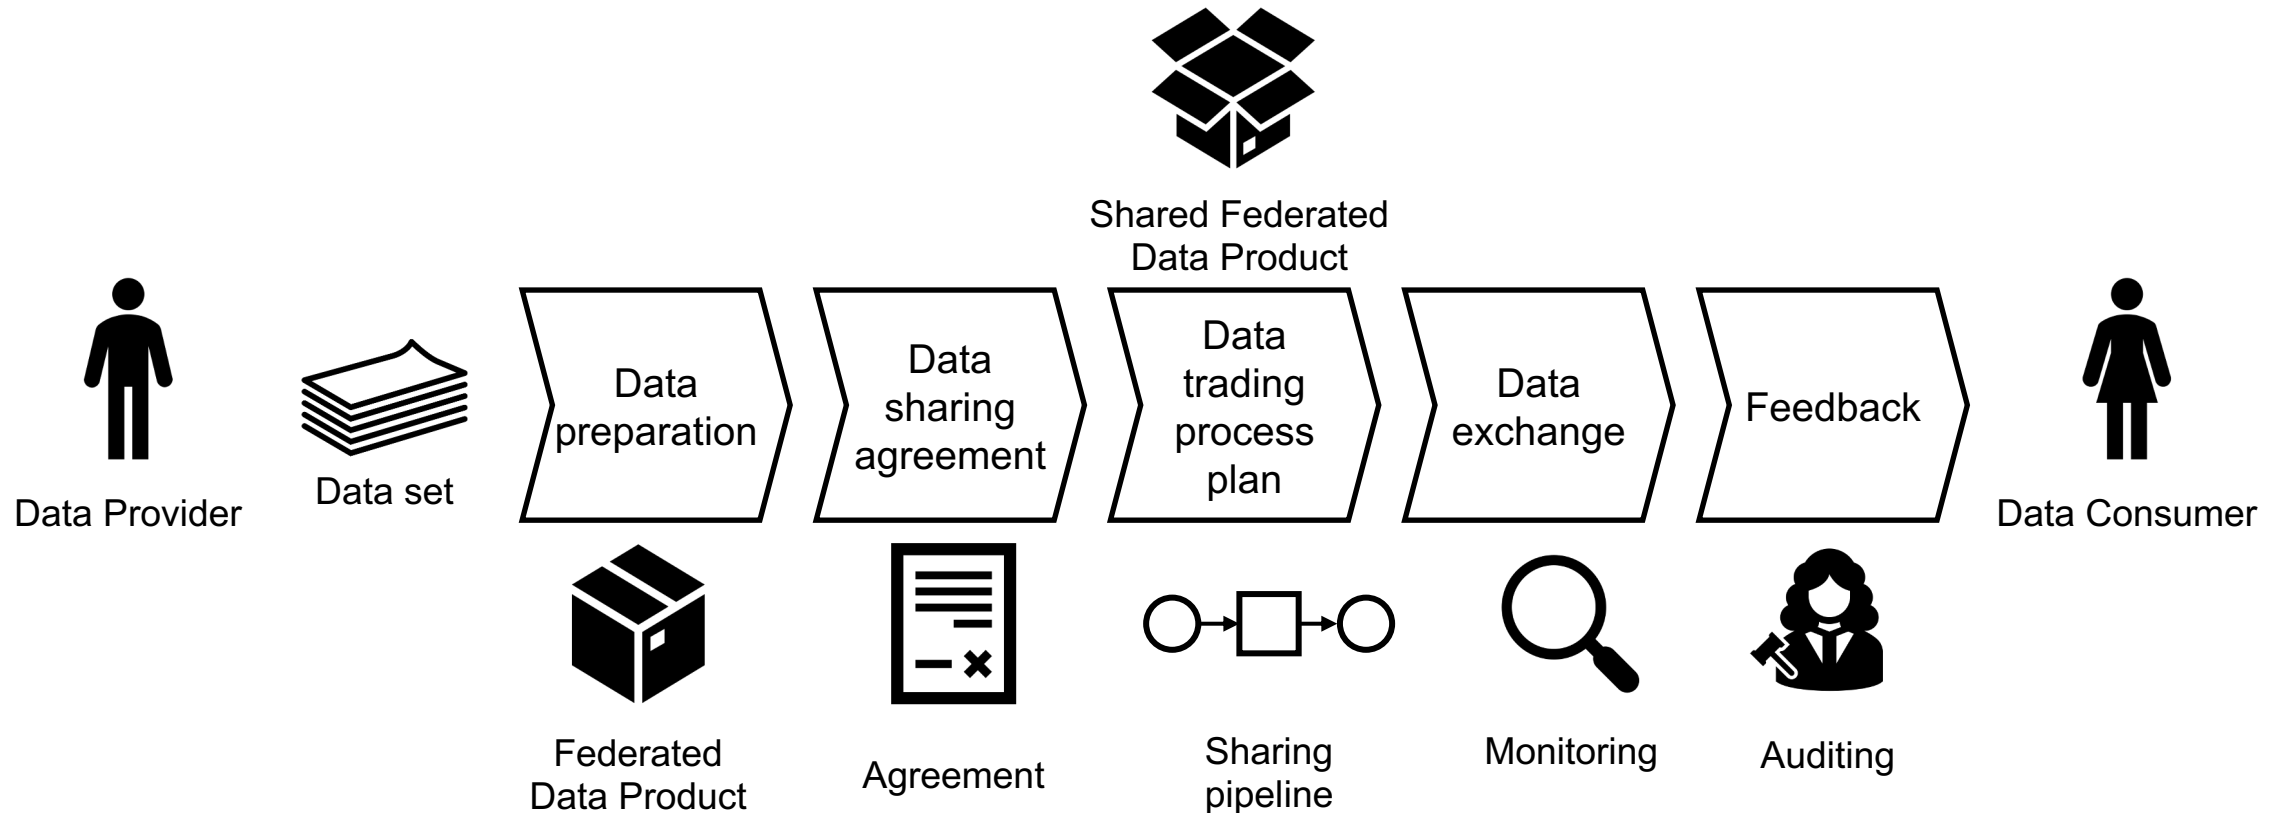 Shared Federated
Data Product
Data Provider
Data set
Data
preparation
Data
sharing
agreement
Data
trading
process
plan
Data
exchange
Feedback
Data Consumer
Federated
Data Product
Agreement
Sharing
pipeline
Monitoring
Auditing